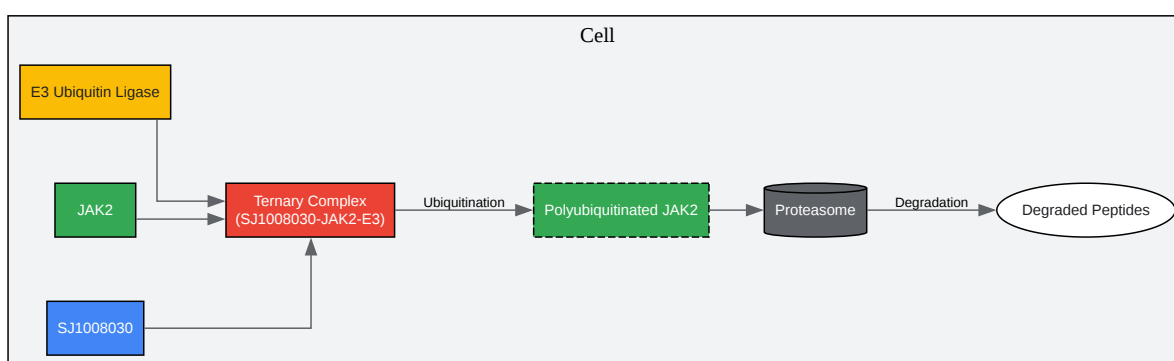 Cell
E3 Ubiquitin Ligase
JAK2
SJ1008030
Ternary Complex
(SJ1008030-JAK2-E3)
Ubiquitination
Polyubiquitinated JAK2
Proteasome
Degradation
Degraded Peptides